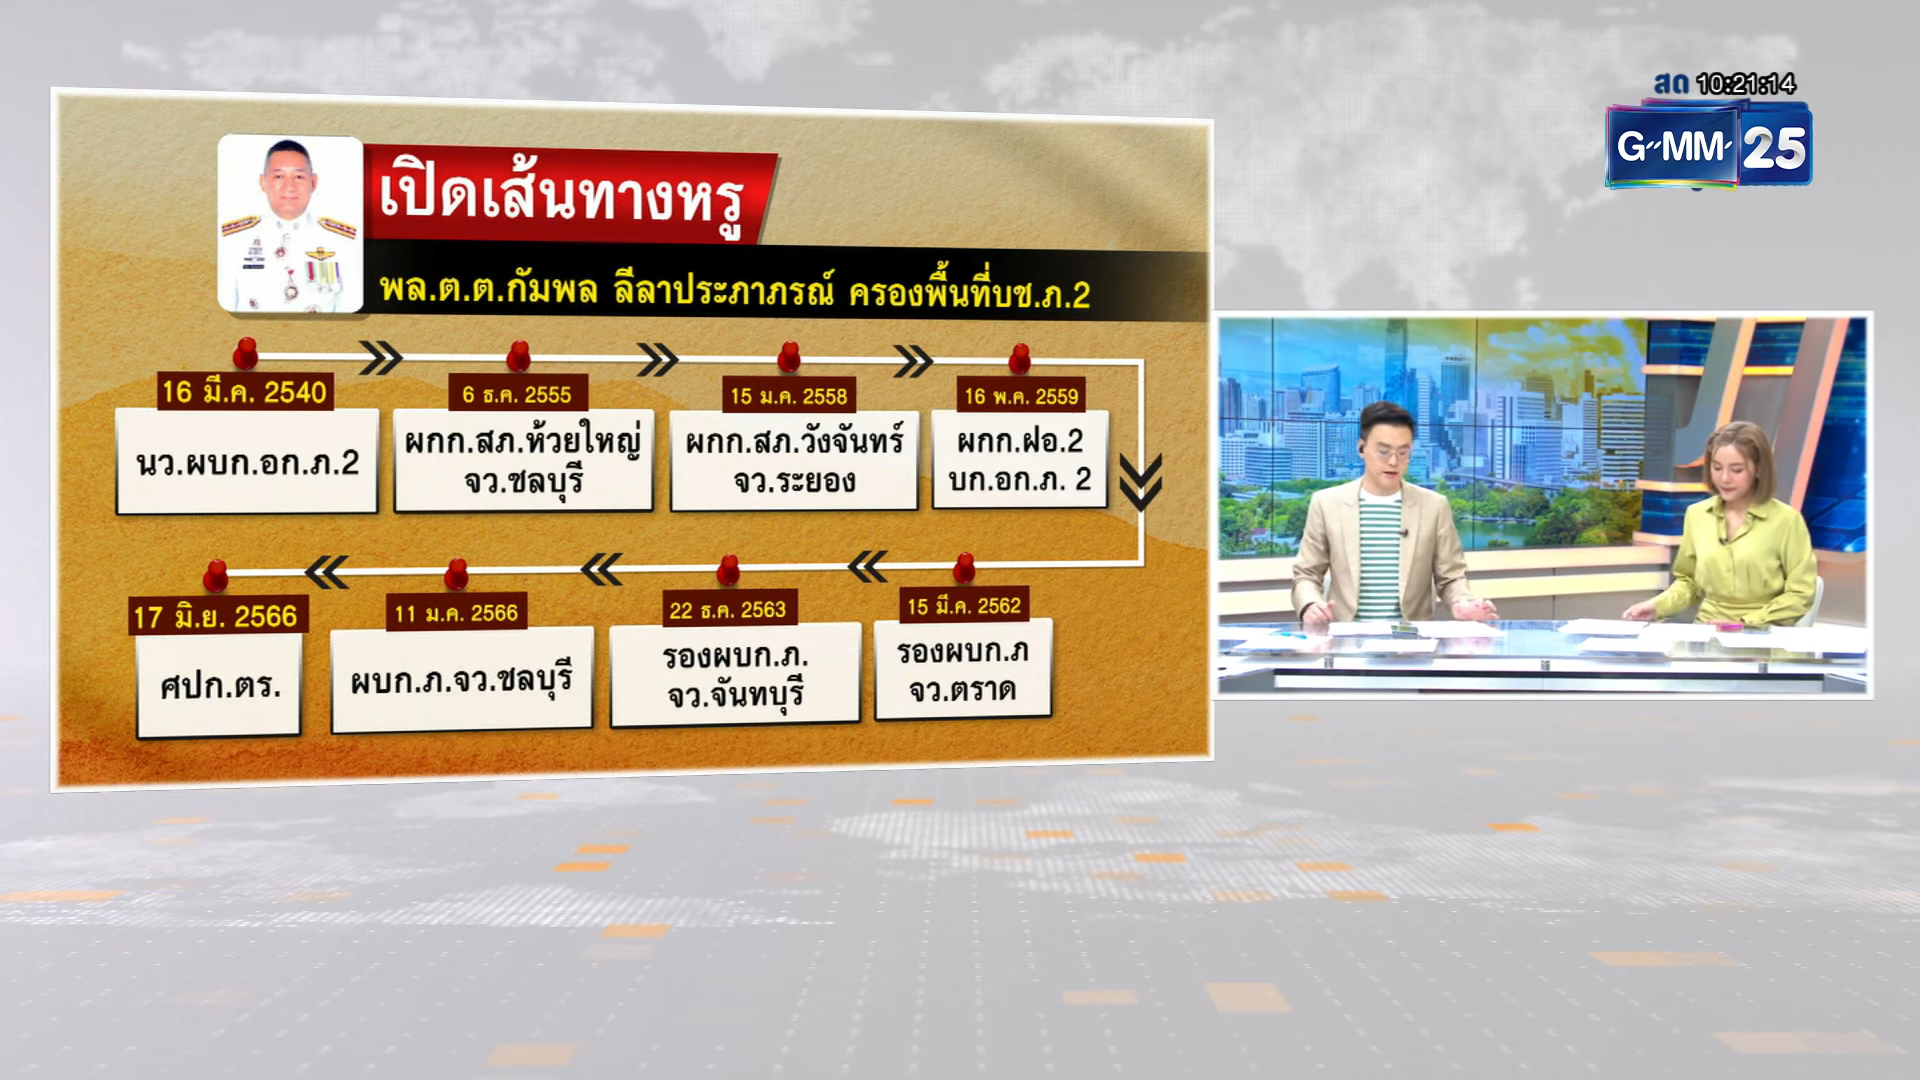 สด 10:21:14
GMM 25
เปิดเส้นทางหรู
พล.ต.ต.กัมพล ลีลาประภาภรณ์ ครองพื้นที่บช.ภ.2
16 มี.ค. 2540
นว.ผบก.อก.ภ.2
6 ธ.ค. 2555
ผกก.สภ.ห้วยใหญ่
จว.ชลบุรี
15 ม.ค. 2558
ผกก.สภ.วังจันทร์
จว.ระยอง
16 พ.ค. 2559
ผกก.ฝอ.2
บก.อก.ภ. 2
15 มี.ค. 2562
รองผบก.ภ
จว.ตราด
22 ธ.ค. 2563
รองผบก.ภ.
จว.จันทบุรี
11 ม.ค. 2566
ผบก.ภ.จว.ชลบุรี
17 มิ.ย. 2566
ศปก.ตร.